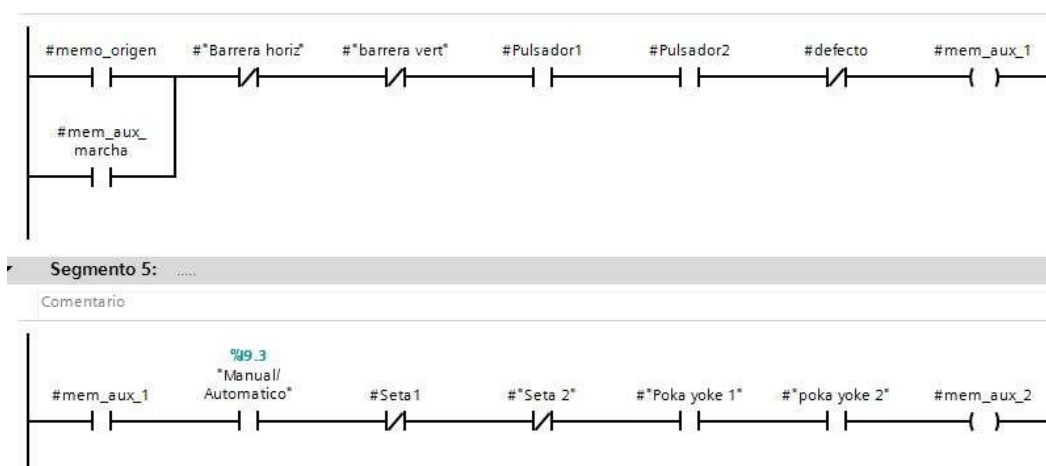 #memo_origen #"Barrera horiz" #"barrera vert" #Pulsador1 #Pulsador2 #defecto #mem_aux_1
#mem_aux_
marcha
Segmento 5: .....
Comentario
%I9.3
"Manual/
#mem_aux_1 Automatico" #Seta1 #"Seta 2" #"Poka yoke 1" #"poka yoke 2" #mem_aux_2